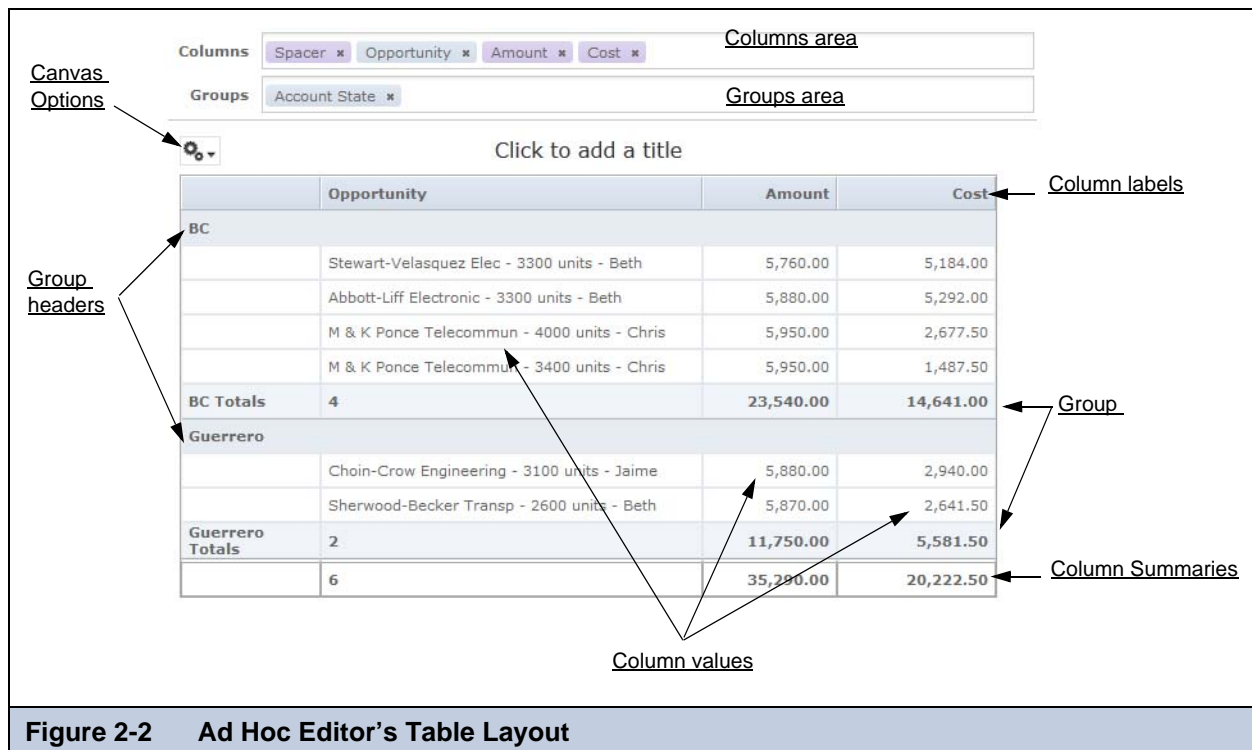 Columns Spacer × Opportunity × Amount × Cost × Columns area
Canvas
Options
Groups Account State × Groups area
Click to add a title
Opportunity Amount Cost Column labels
BC
Stewart-Velasquez Elec - 3300 units - Beth 5,760.00 5,184.00
Group
headers
Abbott-Liff Electronic - 3300 units - Beth 5,880.00 5,292.00
M & K Ponce Telecommun - 4000 units - Chris 5,950.00 2,677.50
M & K Ponce Telecommun - 3400 units - Chris 5,950.00 1,487.50
BC Totals 4 23,540.00 14,641.00 Group
Guerrero
Choin-Crow Engineering - 3100 units - Jaime 5,880.00 2,940.00
Sherwood-Becker Transp - 2600 units - Beth 5,870.00 2,641.50
Guerrero
Totals 2 11,750.00 5,581.50
6 35,290.00 20,222.50 Column Summaries
Column values
Figure 2-2 Ad Hoc Editor's Table Layout